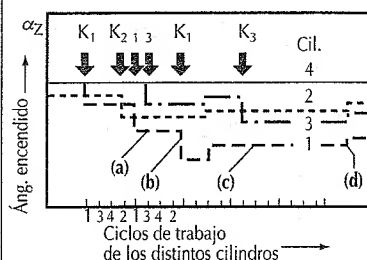 αz K₁ K₂ 1 3 K₁ K₃ Cil.
4
2
3
1
(a) (b) (c) (d)
Áng. encendido
1 3 4 2 1 3 4 2
Ciclos de trabajo
de los distintos cilindros